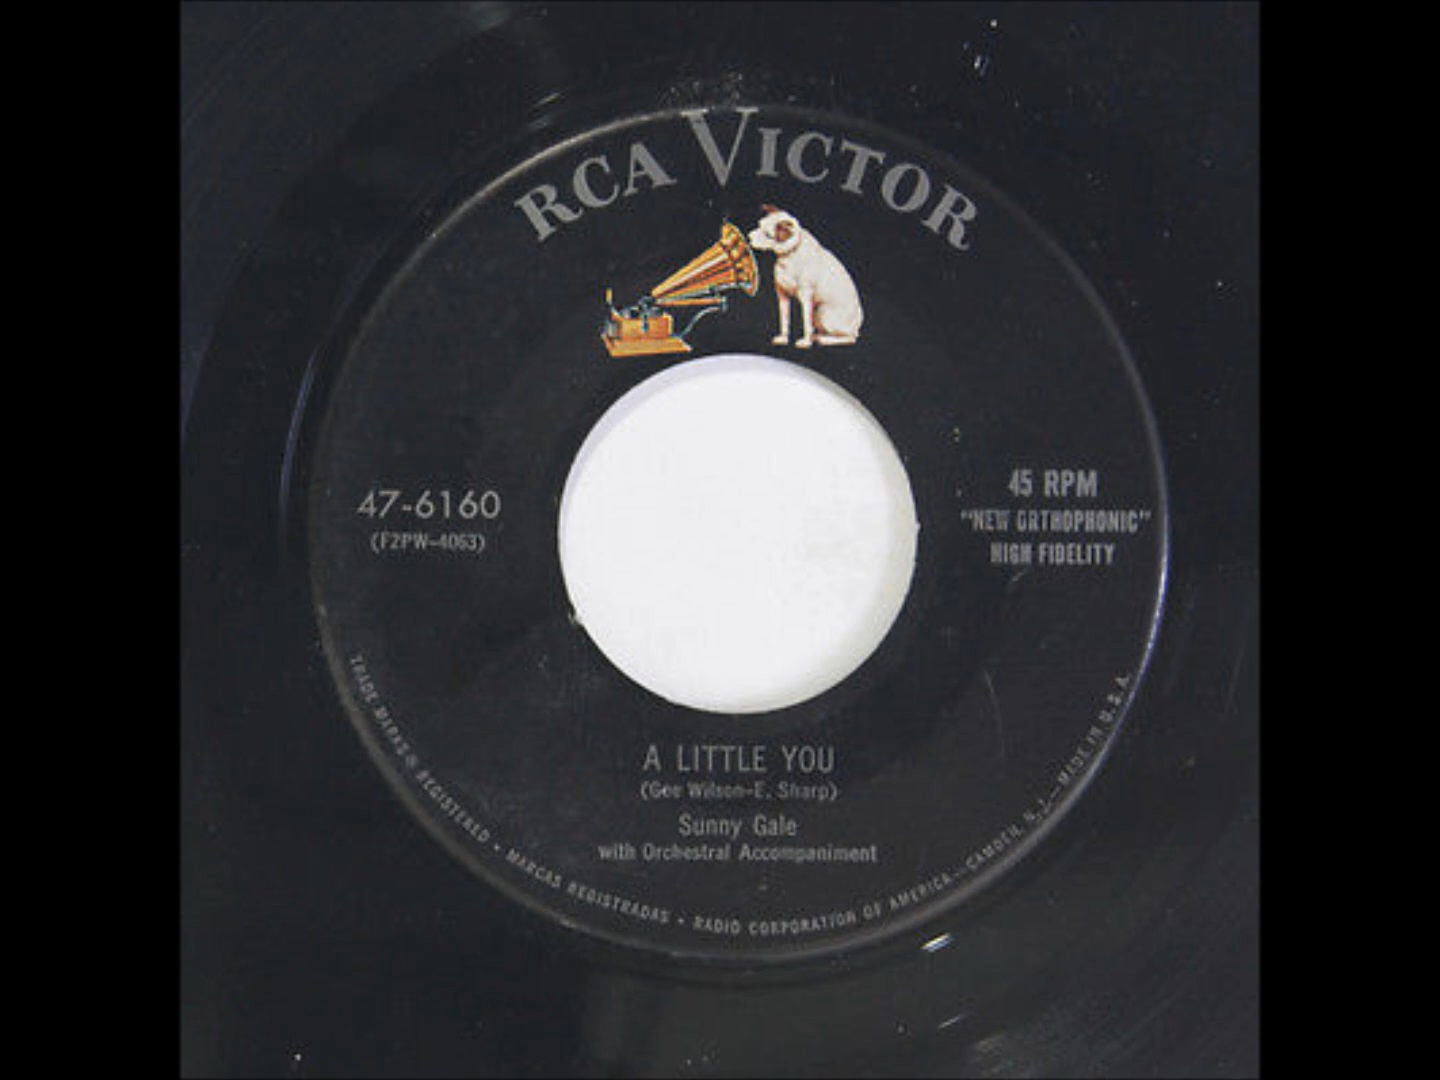 RCA VICTOR
47-6160
(F2PW-4063)
45 RPM
"NEW ORTHOPHONIC"
HIGH FIDELITY
A LITTLE YOU
(Gee Wilson-E. Sharp)
Sunny Gale
with Orchestral Accompaniment
TRADE MARKS ® REGISTERED • MARCAS REGISTRADAS • RADIO CORPORATION OF AMERICA—CAMDEN, N. J.—MADE IN U. S. A.